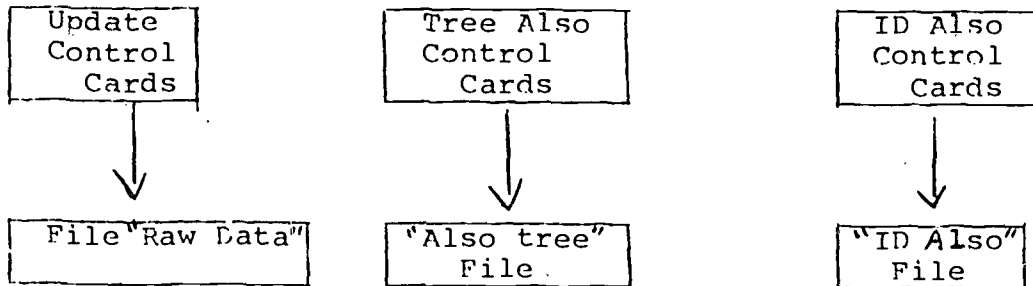 Update
Control
Cards
Tree Also
Control
Cards
ID Also
Control
Cards
File "Raw Data"
"Also tree"
File
"ID Also"
File